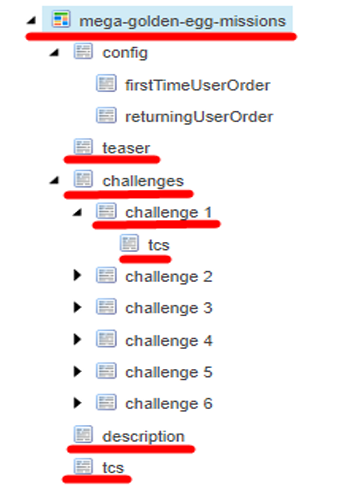 mega-golden-egg-missions
config
firstTimeUserOrder
returningUserOrder
teaser
challenges
challenge 1
tcs
challenge 2
challenge 3
challenge 4
challenge 5
challenge 6
description
tcs